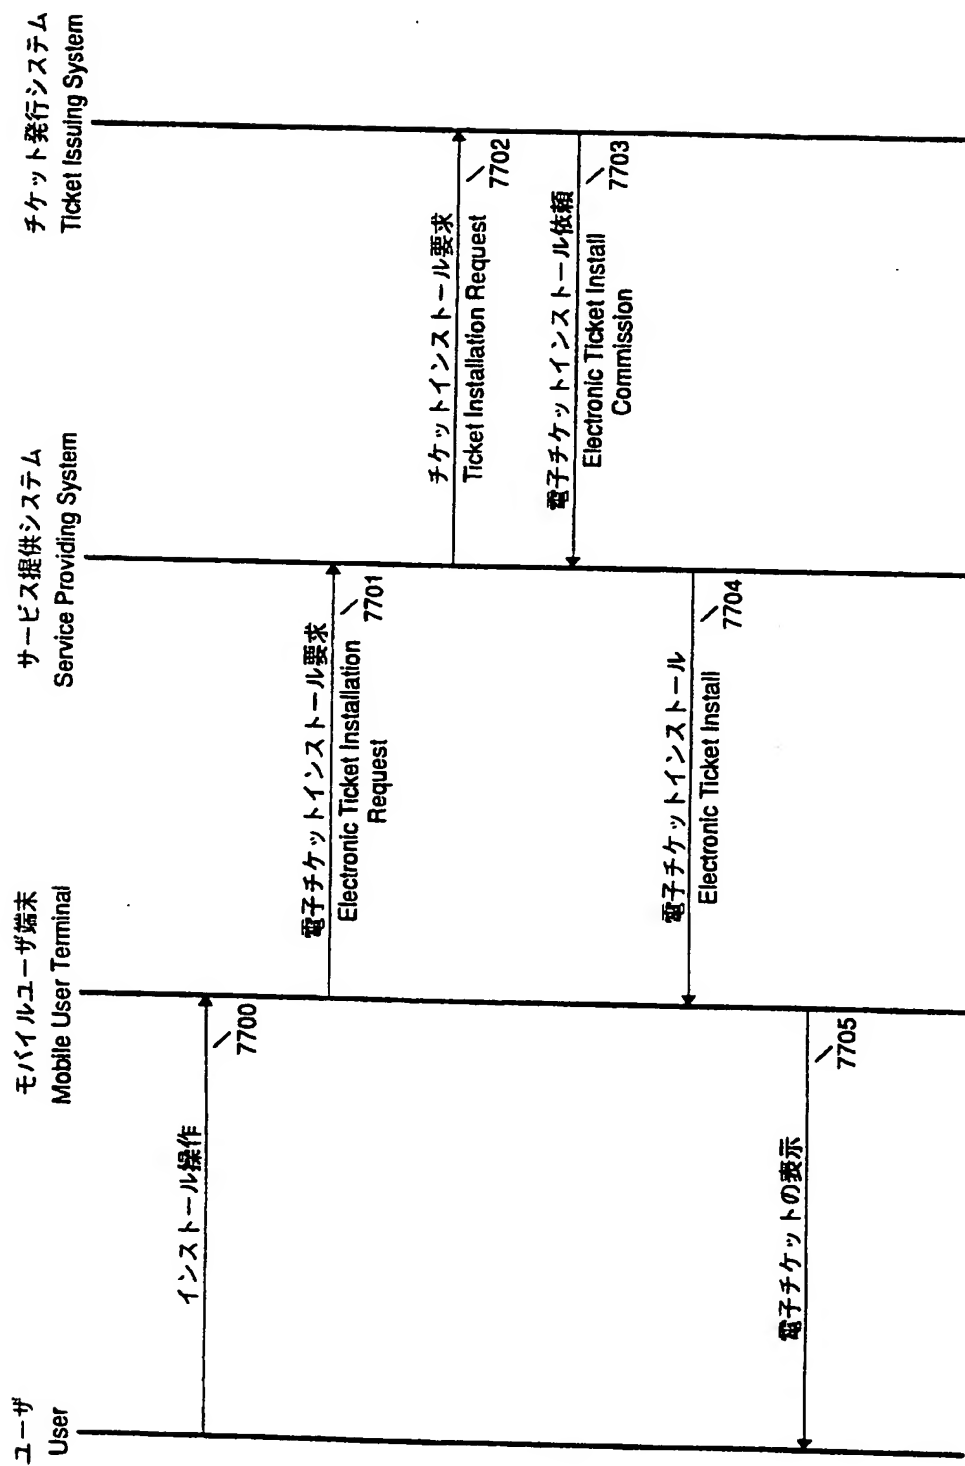 ユーザ
User
モバイルユーザ端末
Mobile User Terminal
サービス提供システム
Service Providing System
チケット発行システム
Ticket Issuing System
インストール操作
7700
電子チケットインストール要求
Electronic Ticket Installation
Request
7701
チケットインストール要求
Ticket Installation Request
7702
電子チケットインストール依頼
Electronic Ticket Install
Commission
7703
電子チケットインストール
Electronic Ticket Install
7704
電子チケットの表示
7705